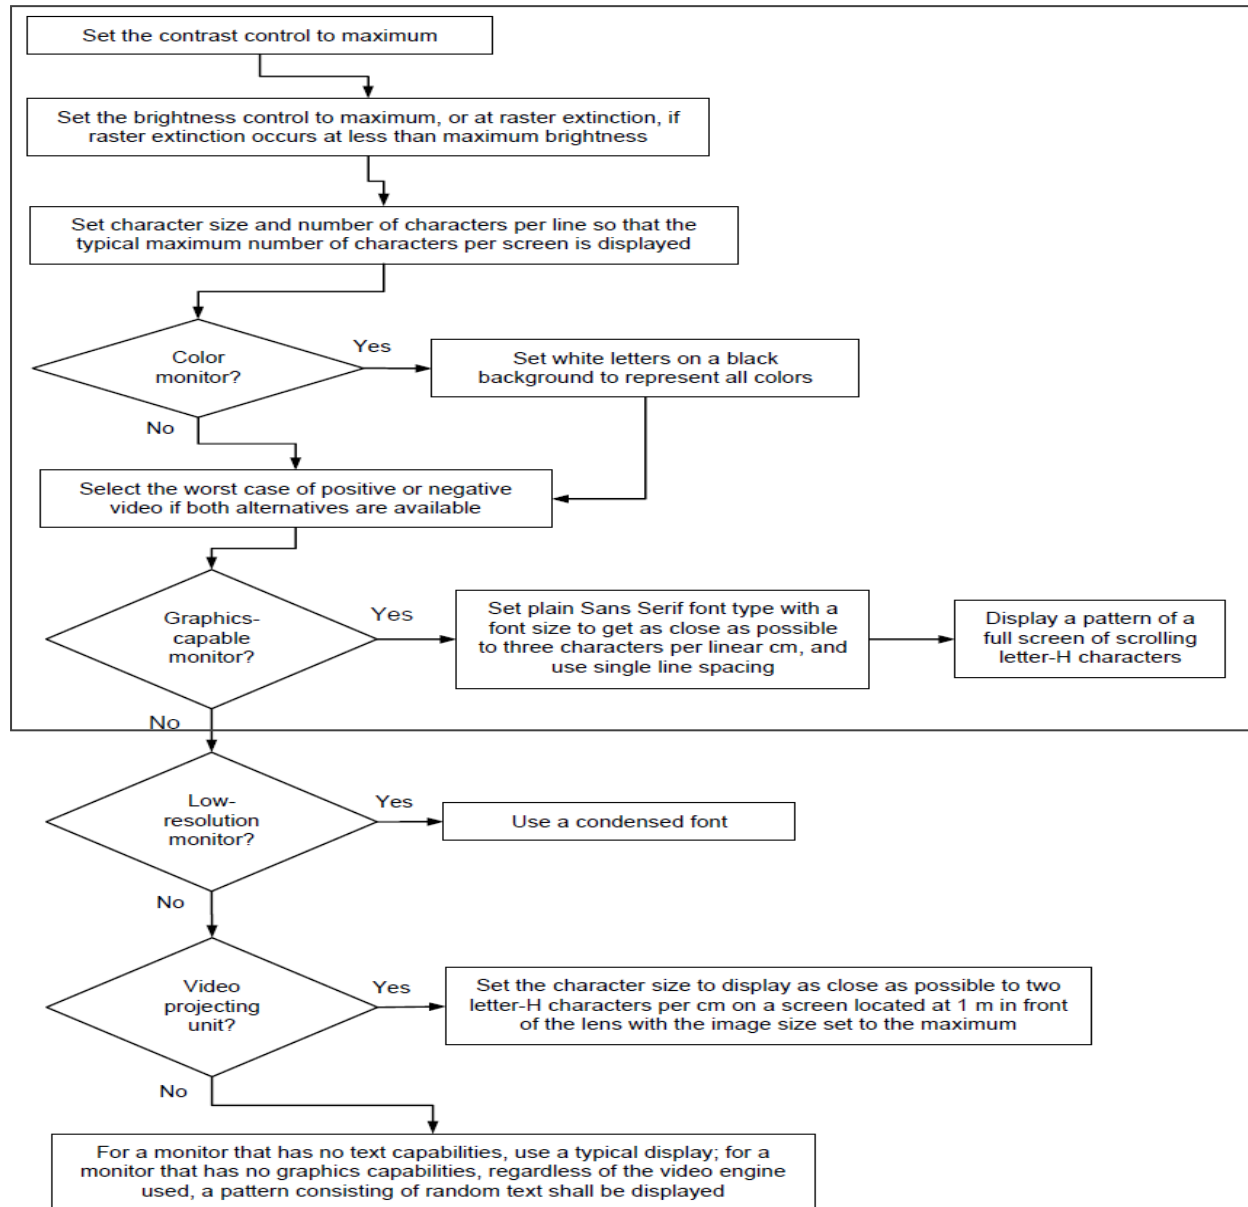 Set the contrast control to maximum
Set the brightness control to maximum, or at raster extinction, if
raster extinction occurs at less than maximum brightness
Set character size and number of characters per line so that the
typical maximum number of characters per screen is displayed
Color
monitor?
Yes
Set white letters on a black
background to represent all colors
No
Select the worst case of positive or negative
video if both alternatives are available
Graphics-
capable
monitor?
Yes
Set plain Sans Serif font type with a
font size to get as close as possible
to three characters per linear cm, and
use single line spacing
Display a pattern of a
full screen of scrolling
letter-H characters
No
Low-
resolution
monitor?
Yes
Use a condensed font
No
Video
projecting
unit?
Yes
Set the character size to display as close as possible to two
letter-H characters per cm on a screen located at 1 m in front
of the lens with the image size set to the maximum
No
For a monitor that has no text capabilities, use a typical display; for a
monitor that has no graphics capabilities, regardless of the video engine
used, a pattern consisting of random text shall be displayed